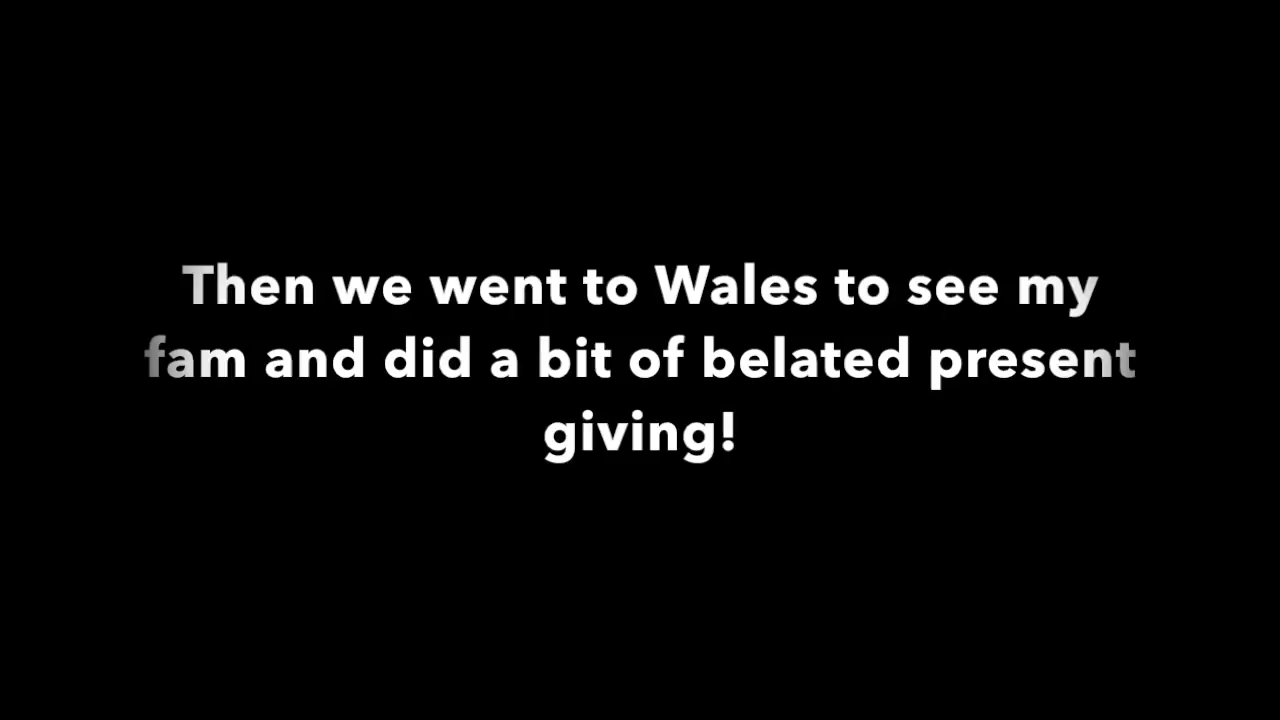 Then we went to Wales to see my
fam and did a bit of belated present
giving!